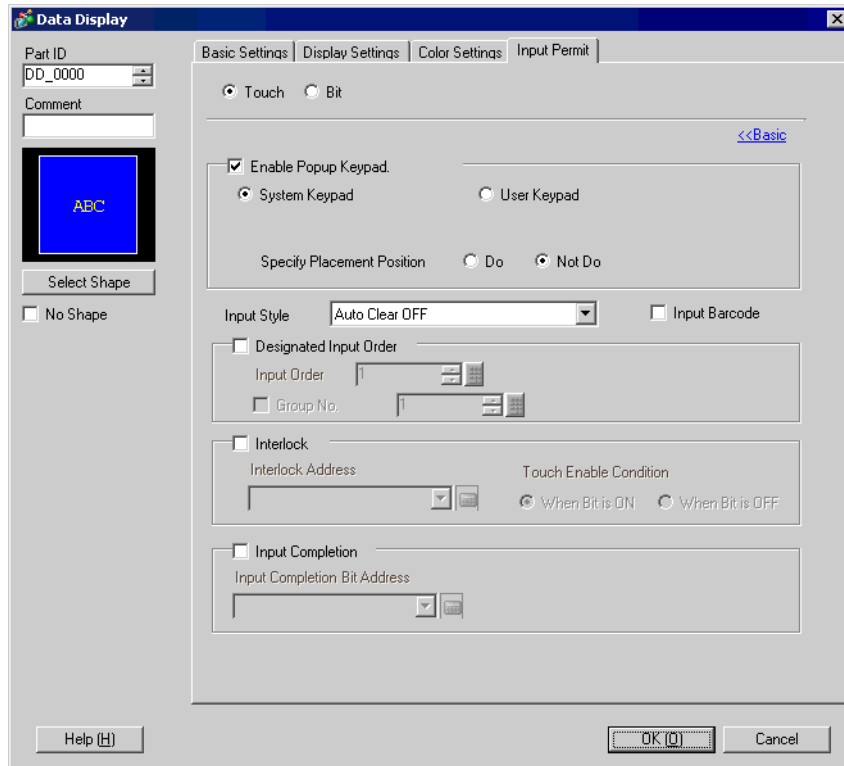 Data Display
Part ID
DD_0000
Comment
ABC
Select Shape
No Shape
Basic Settings Display Settings Color Settings Input Permit
Touch Bit
<<Basic
Enable Popup Keypad.
System Keypad User Keypad
Specify Placement Position Do Not Do
Input Style Auto Clear OFF Input Barcode
Designated Input Order
Input Order 1
Group No. 1
Interlock
Interlock Address Touch Enable Condition
When Bit is ON When Bit is OFF
Input Completion
Input Completion Bit Address
Help (H) OK (O) Cancel